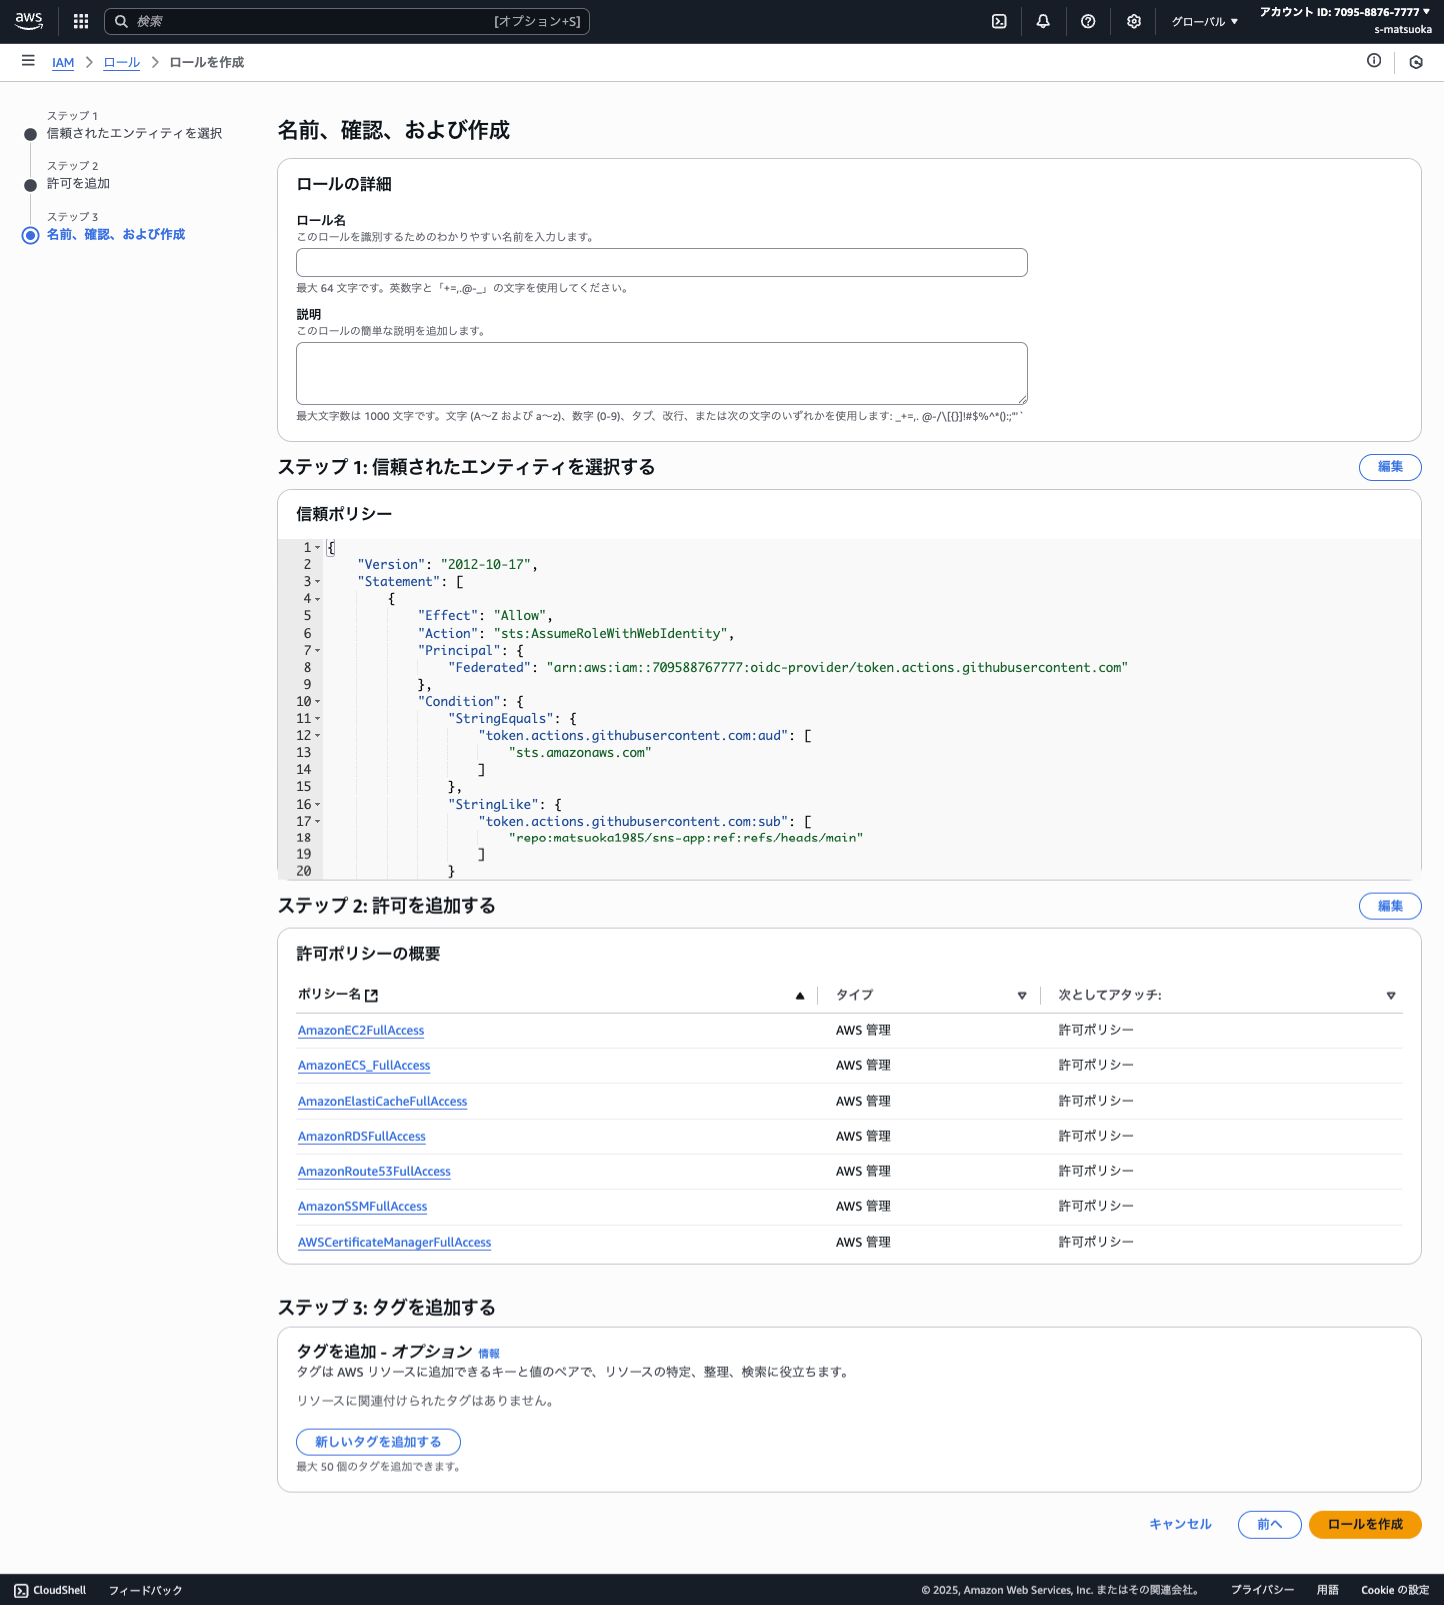 aws
検索
[オプション+S]
グローバル ▼
アカウント ID: 7095-8876-7777 ▼
s-matsuoka
IAM > ロール > ロールを作成
ステップ 1
信頼されたエンティティを選択
ステップ 2
許可を追加
ステップ 3
名前、確認、および作成
名前、確認、および作成
ロールの詳細
ロール名
このロールを識別するためのわかりやすい名前を入力します。
最大 64 文字です。英数字と「+=,.@-_」の文字を使用してください。
説明
このロールの簡単な説明を追加します。
最大文字数は 1000 文字です。文字 (A～Z および a～z)、数字 (0-9)、タブ、改行、または次の文字のいずれかを使用します: _+=,. @-/\[{}]!#$%^*();:"'`
ステップ 1: 信頼されたエンティティを選択する
編集
信頼ポリシー
1 {
2     "Version": "2012-10-17",
3     "Statement": [
4         {
5             "Effect": "Allow",
6             "Action": "sts:AssumeRoleWithWebIdentity",
7             "Principal": {
8                 "Federated": "arn:aws:iam::709588767777:oidc-provider/token.actions.githubusercontent.com"
9             },
10             "Condition": {
11                 "StringEquals": {
12                     "token.actions.githubusercontent.com:aud": [
13                         "sts.amazonaws.com"
14                     ]
15                 },
16                 "StringLike": {
17                     "token.actions.githubusercontent.com:sub": [
18                         "repo:matsuoka1985/sns-app:ref:refs/heads/main"
19                     ]
20                 }
ステップ 2: 許可を追加する
編集
許可ポリシーの概要
ポリシー名 ▲ タイプ ▽ 次としてアタッチ: ▽
AmazonEC2FullAccess AWS 管理 許可ポリシー
AmazonECS_FullAccess AWS 管理 許可ポリシー
AmazonElastiCacheFullAccess AWS 管理 許可ポリシー
AmazonRDSFullAccess AWS 管理 許可ポリシー
AmazonRoute53FullAccess AWS 管理 許可ポリシー
AmazonSSMFullAccess AWS 管理 許可ポリシー
AWSCertificateManagerFullAccess AWS 管理 許可ポリシー
ステップ 3: タグを追加する
タグを追加 - オプション 情報
タグは AWS リソースに追加できるキーと値のペアで、リソースの特定、整理、検索に役立ちます。
リソースに関連付けられたタグはありません。
新しいタグを追加する
最大 50 個のタグを追加できます。
キャンセル
前へ
ロールを作成
CloudShell
フィードバック
© 2025, Amazon Web Services, Inc. またはその関連会社。
プライバシー
用語
Cookie の設定